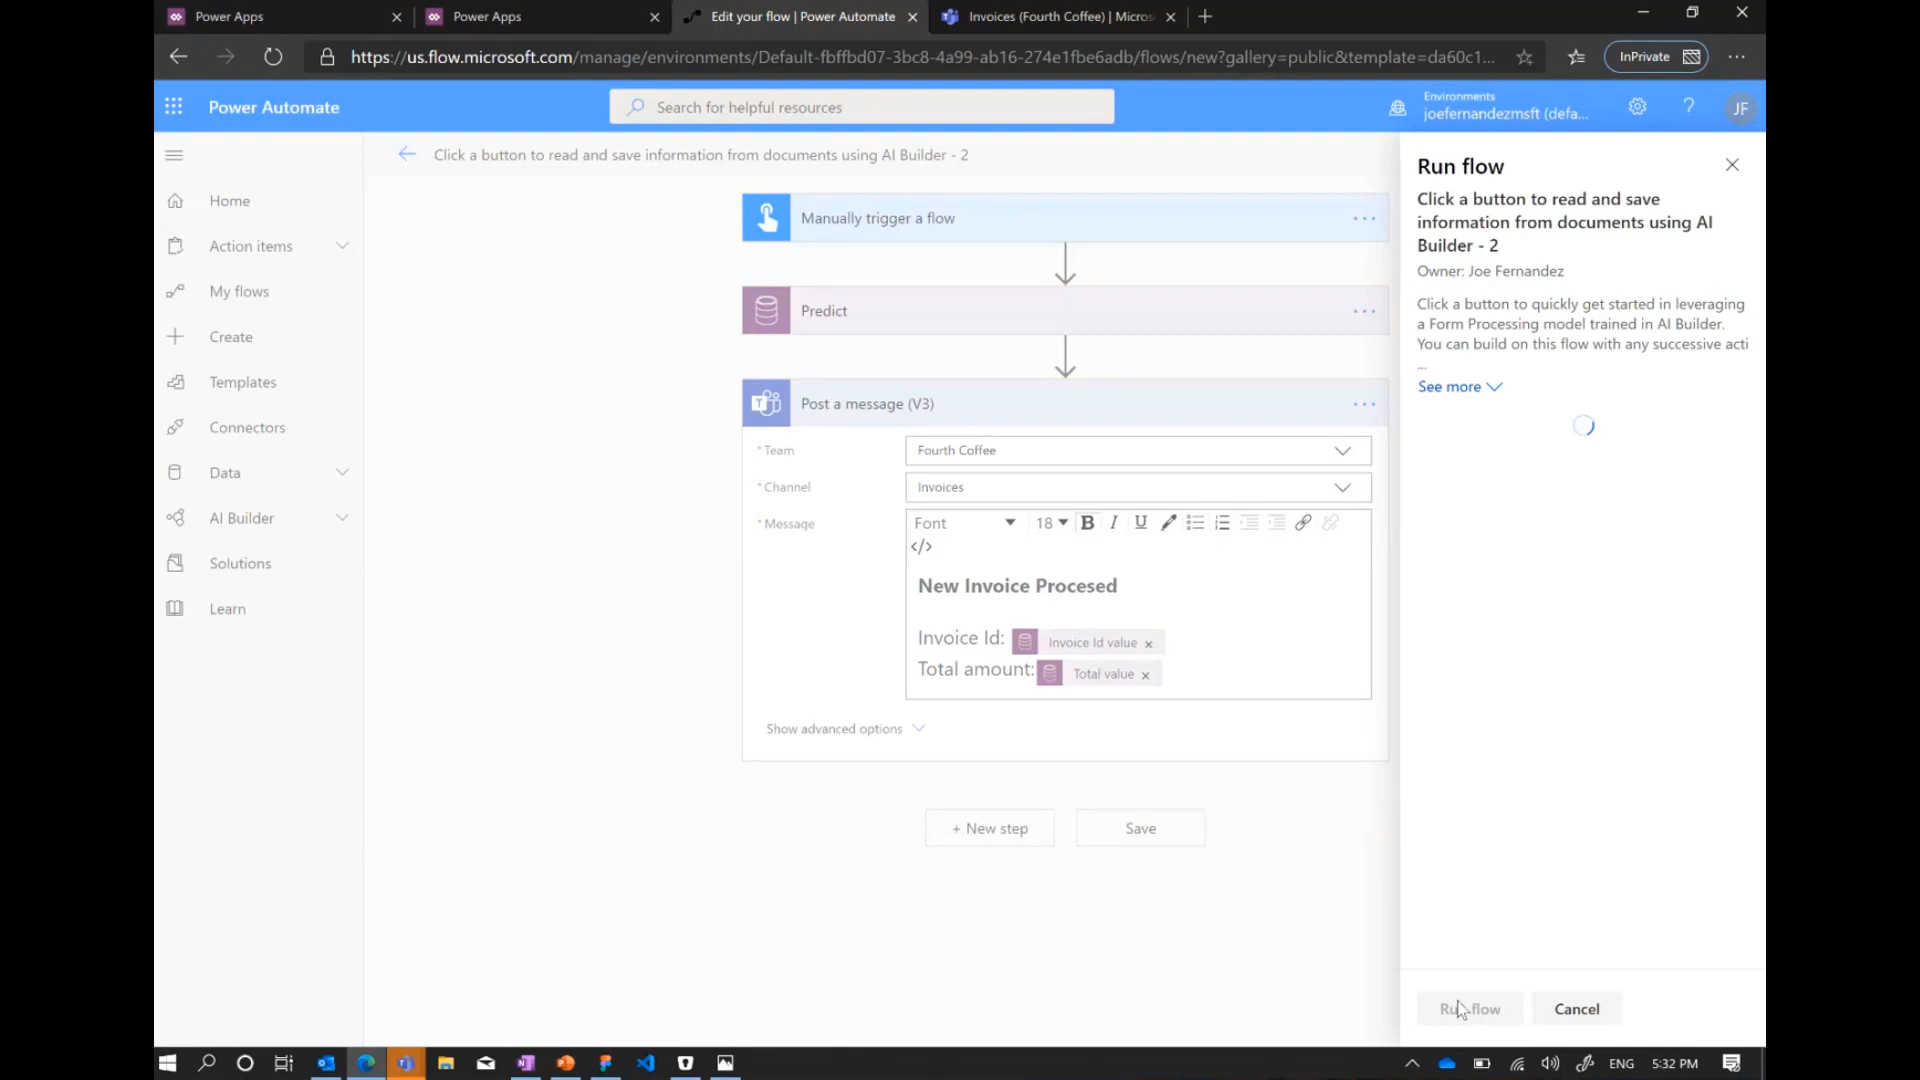 Power Apps
Power Apps
Edit your flow | Power Automate
Invoices (Fourth Coffee) | Micros
https://us.flow.microsoft.com/manage/environments/Default-fbffbd07-3bc8-4a99-ab16-274e1fbe6adb/flows/new?gallery=public&template=da60c1...
InPrivate
Power Automate
Search for helpful resources
Environments
joefernandezmsft (defa...
JF
Click a button to read and save information from documents using AI Builder - 2
Home
Action items
My flows
Create
Templates
Connectors
Data
AI Builder
Solutions
Learn
Manually trigger a flow
Predict
Post a message (V3)
* Team
Fourth Coffee
* Channel
Invoices
* Message
Font 18 B I U
</>
New Invoice Procesed
Invoice Id: Invoice Id value ×
Total amount: Total value ×
Show advanced options
+ New step
Save
Run flow
Click a button to read and save
information from documents using AI
Builder - 2
Owner: Joe Fernandez
Click a button to quickly get started in leveraging
a Form Processing model trained in AI Builder.
You can build on this flow with any successive acti
...
See more
Run flow
Cancel
ENG
5:32 PM